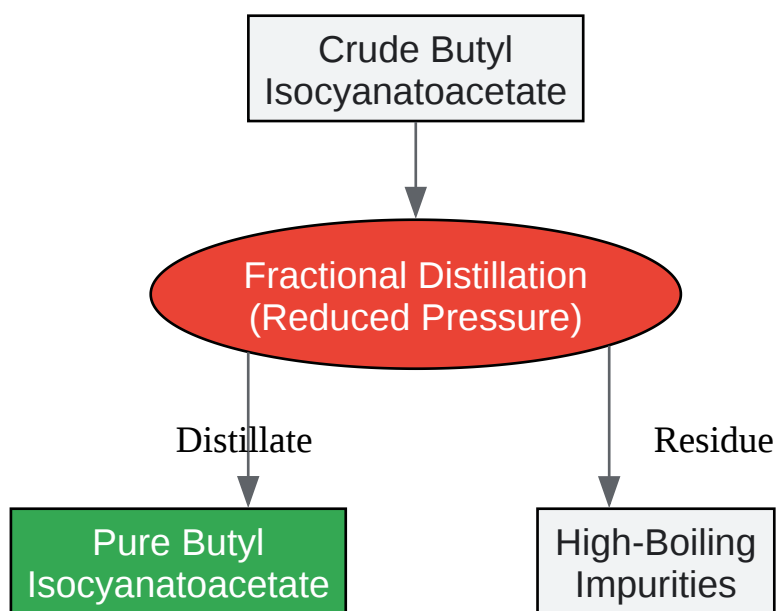 Crude Butyl
Isocyanatoacetate
Fractional Distillation
(Reduced Pressure)
Distillate
Residue
Pure Butyl
Isocyanatoacetate
High-Boiling
Impurities